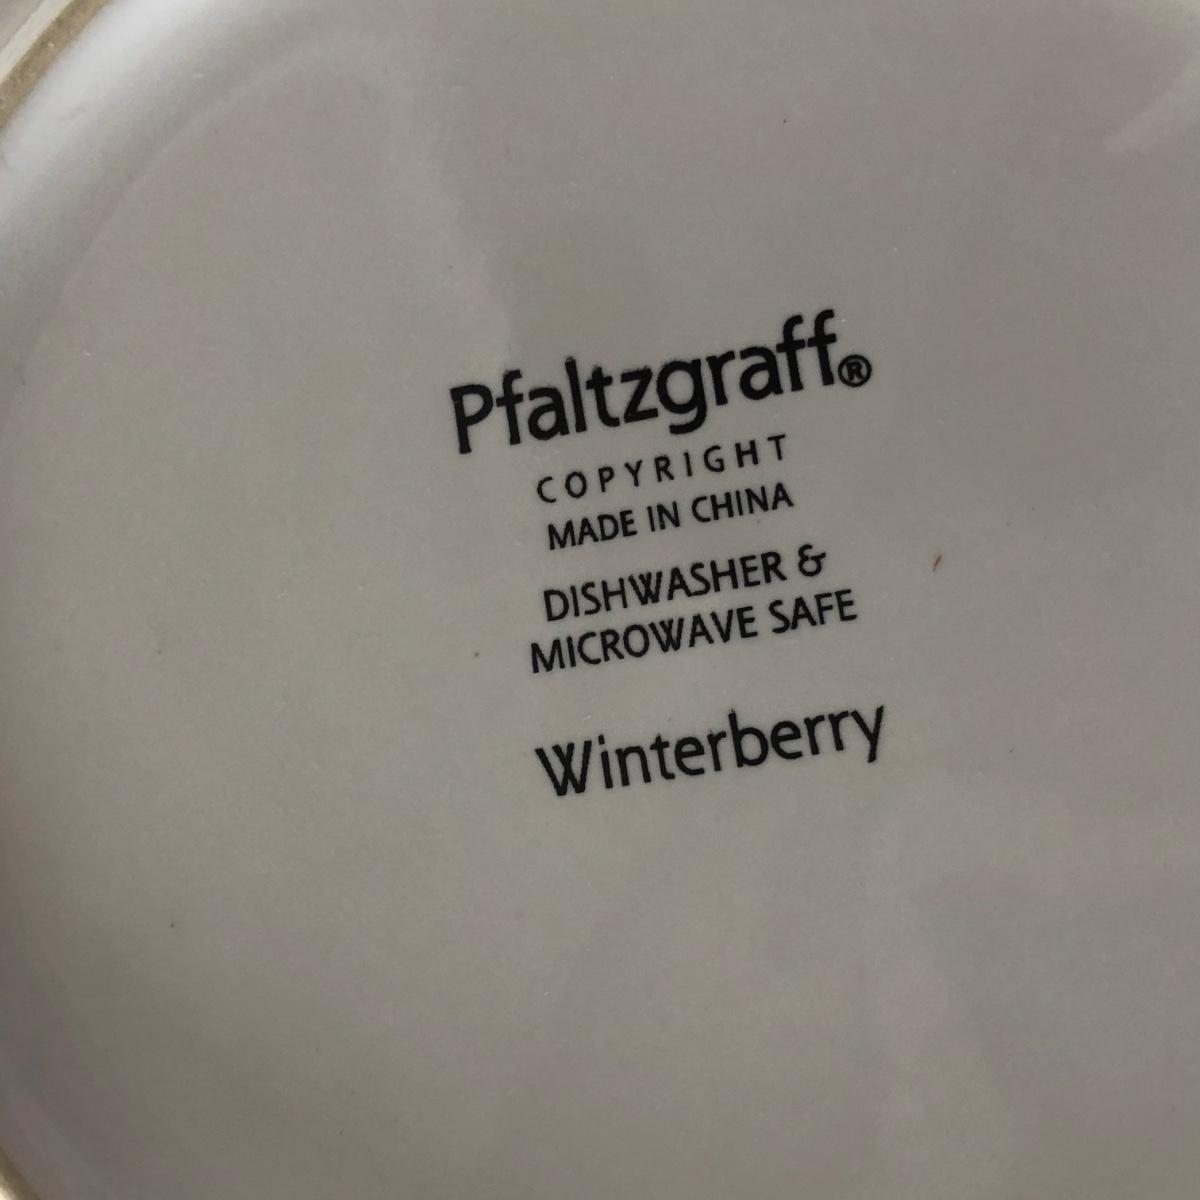 Pfaltzgraff®
COPYRIGHT
MADE IN CHINA
DISHWASHER &
MICROWAVE SAFE
Winterberry